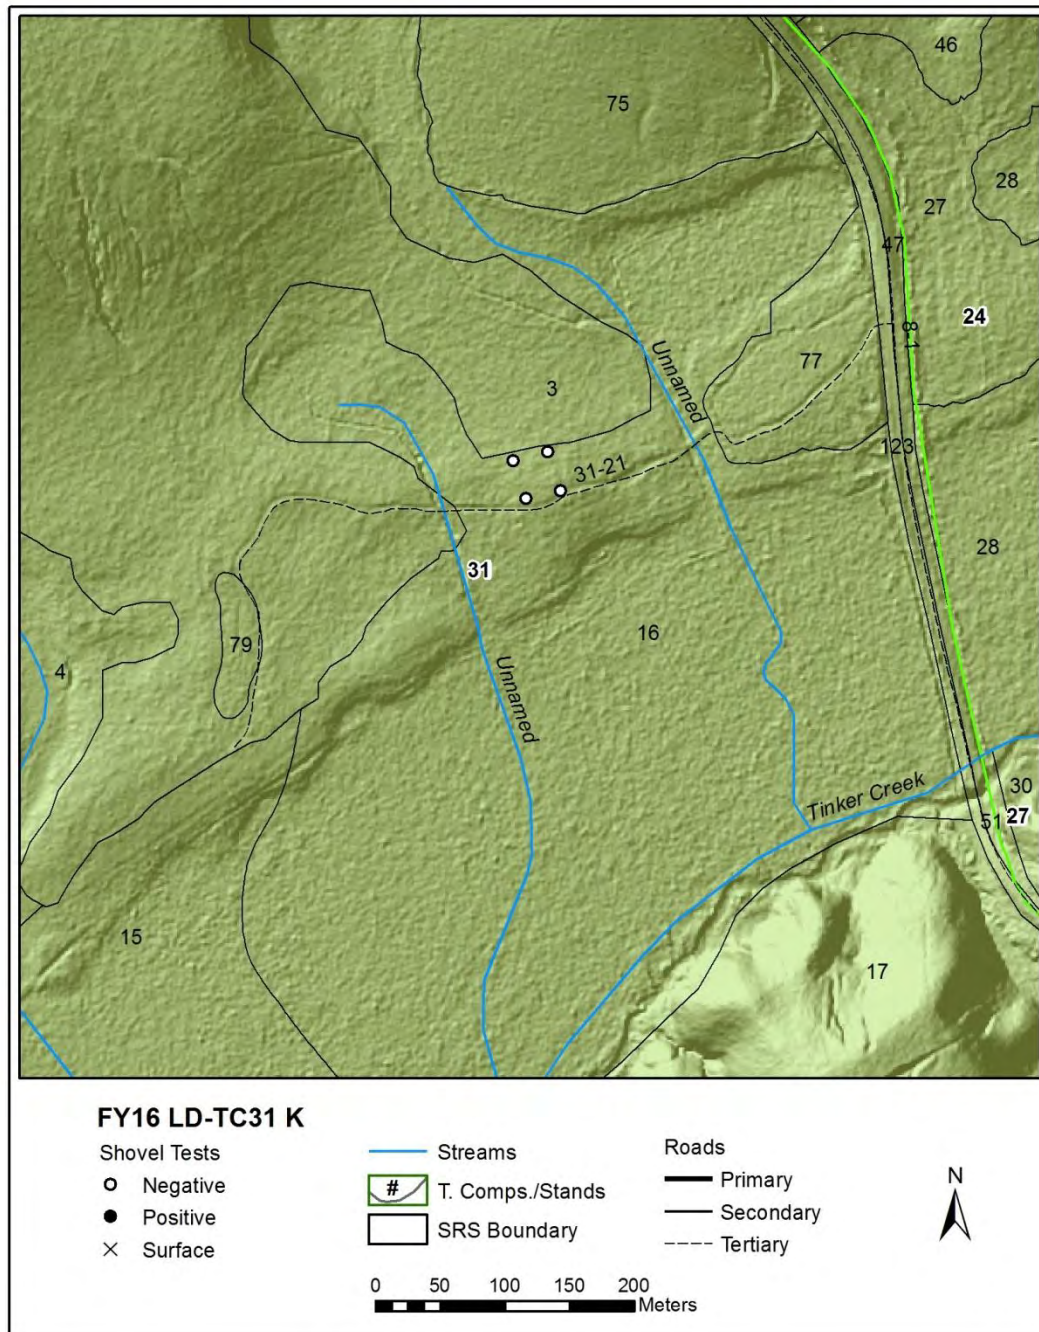 46
75
28
27
47
24
8-1
Unnamed
77
3
123
31-21
28
31
16
79
4
Unnamed
Tinker Creek
30
51
27
15
17
FY16 LD-TC31 K
Shovel Tests
Negative
Positive
Surface
Streams
#
T. Comps./Stands
SRS Boundary
Roads
Primary
Secondary
Tertiary
N
0 50 100 150 200
Meters